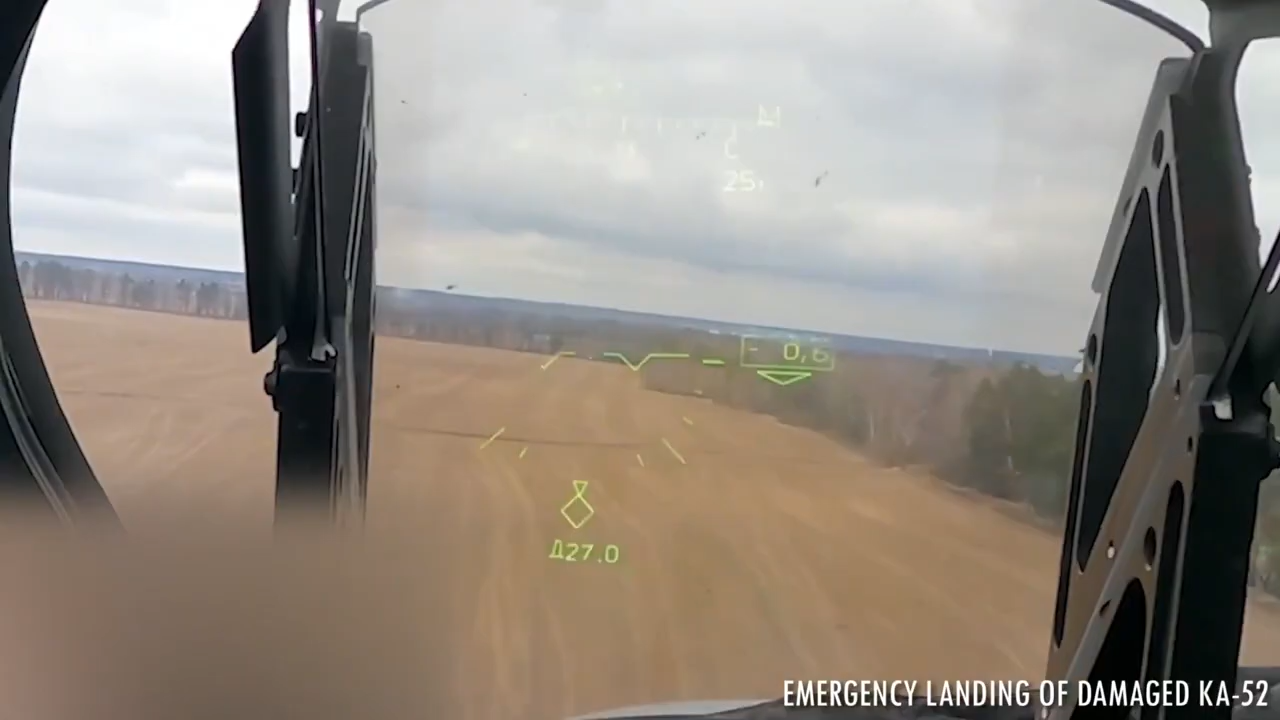 С
25
- 0,6
Д27.0
EMERGENCY LANDING OF DAMAGED KA-52